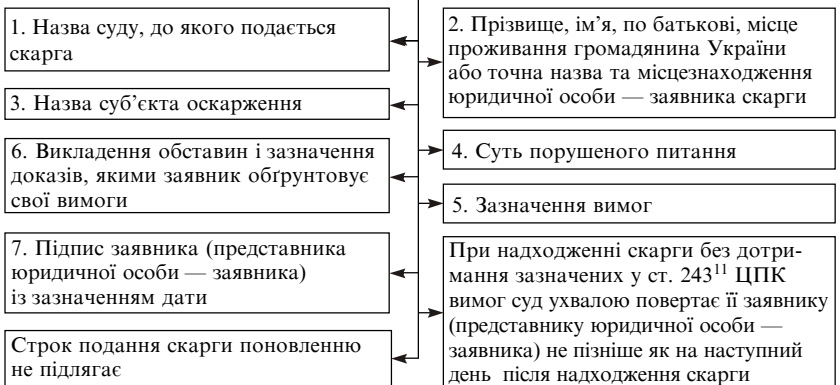 1. Назва суду, до якого подається
скарга
2. Прізвище, ім’я, по батькові, місце
проживання громадянина України
або точна назва та місцезнаходження
юридичної особи — заявника скарги
3. Назва суб’єкта оскарження
4. Суть порушеного питання
6. Викладення обставин і зазначення
доказів, якими заявник обґрунтовує
свої вимоги
5. Зазначення вимог
7. Підпис заявника (представника
юридичної особи — заявника)
із зазначенням дати
При надходженні скарги без дотри-
мання зазначених у ст. 243¹¹ ЦПК
вимог суд ухвалою повертає її заявнику
(представнику юридичної особи —
заявника) не пізніше як на наступний
день після надходження скарги
Строк подання скарги поновленню
не підлягає